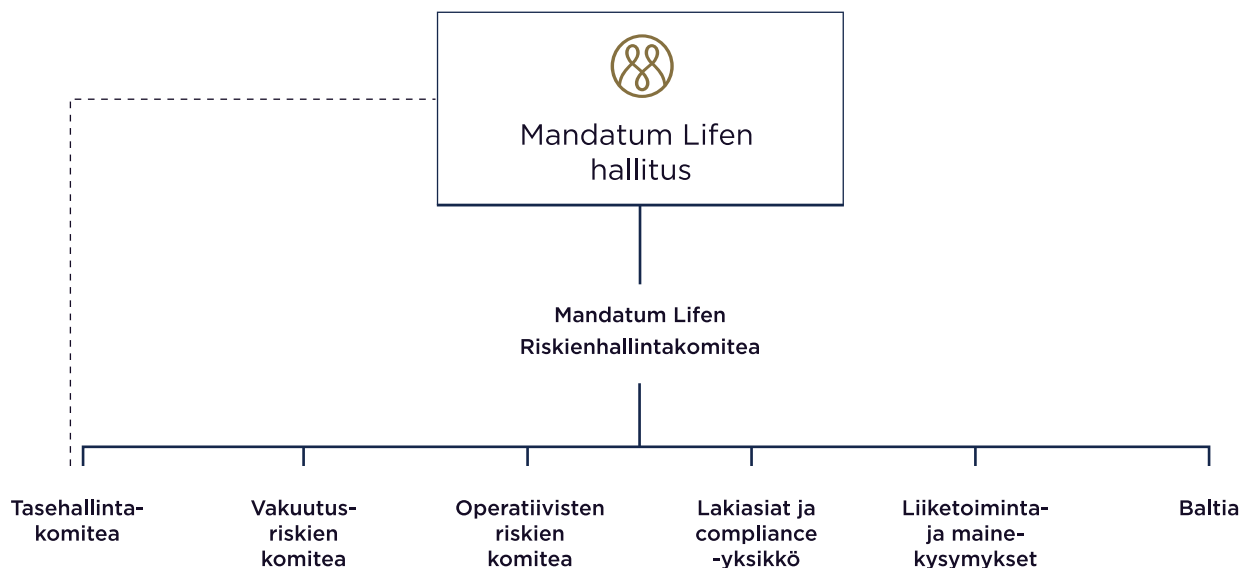 Mandatum Lifen
hallitus
Mandatum Lifen
Riskienhallintakomitea
Tasehallinta-
komitea
Vakuutus-
riskien
komitea
Operatiivisten
riskien
komitea
Lakiasiat ja
compliance
-yksikkö
Liiketoiminta-
ja maine-
kysymykset
Baltia